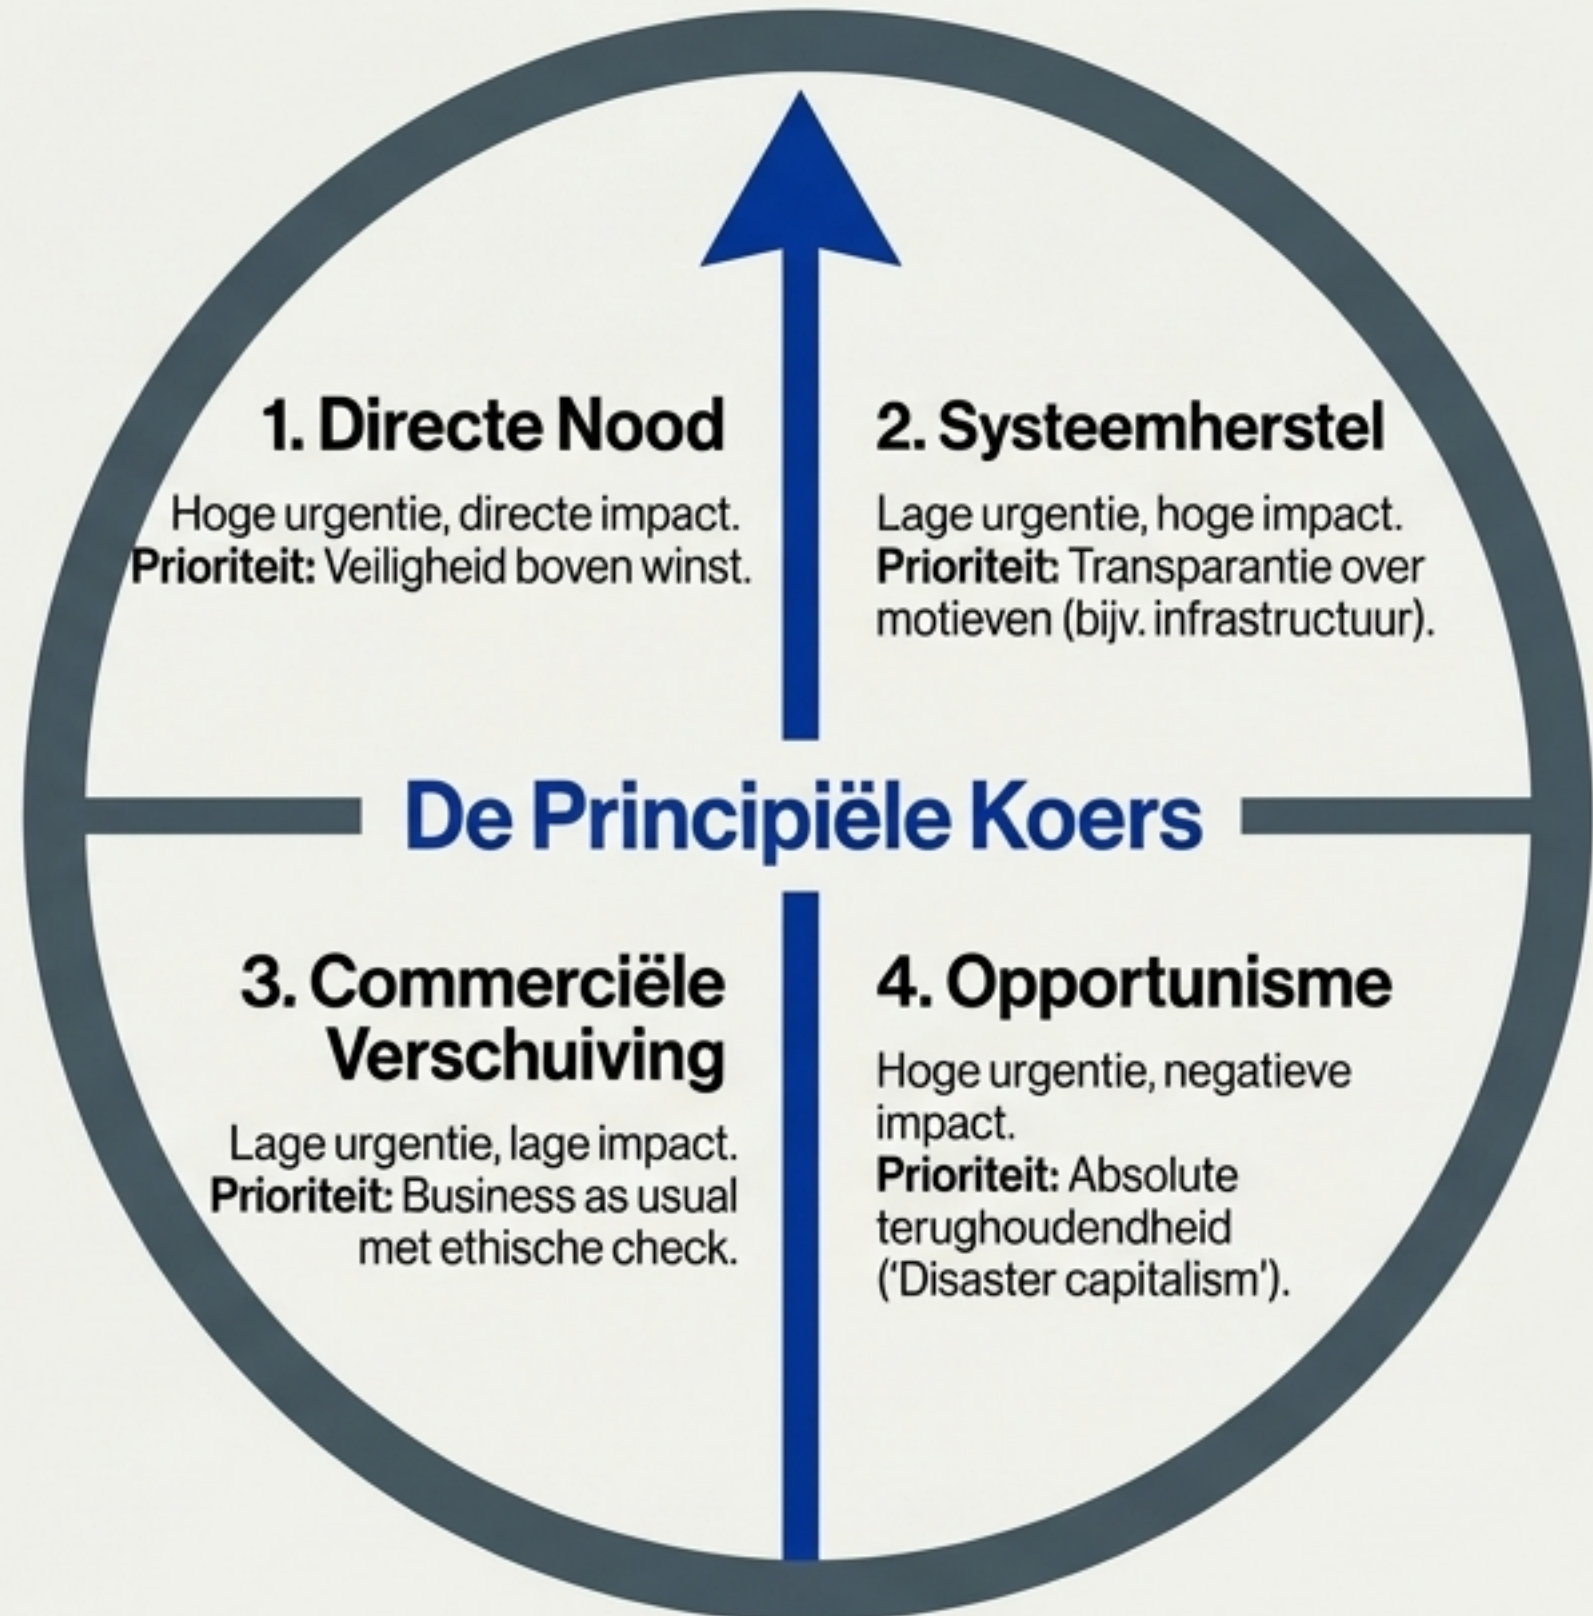 1. Directe Nood
Hoge urgentie, directe impact.
Prioriteit: Veiligheid boven winst.
2. Systeemherstel
Lage urgentie, hoge impact.
Prioriteit: Transparantie over
motieven (bijv. infrastructuur).
De Principiële Koers
3. Commerciële
Verschuiving
Lage urgentie, lage impact.
Prioriteit: Business as usual
met ethische check.
4. Opportunisme
Hoge urgentie, negatieve
impact.
Prioriteit: Absolute
terughoudendheid
(‘Disaster capitalism’).